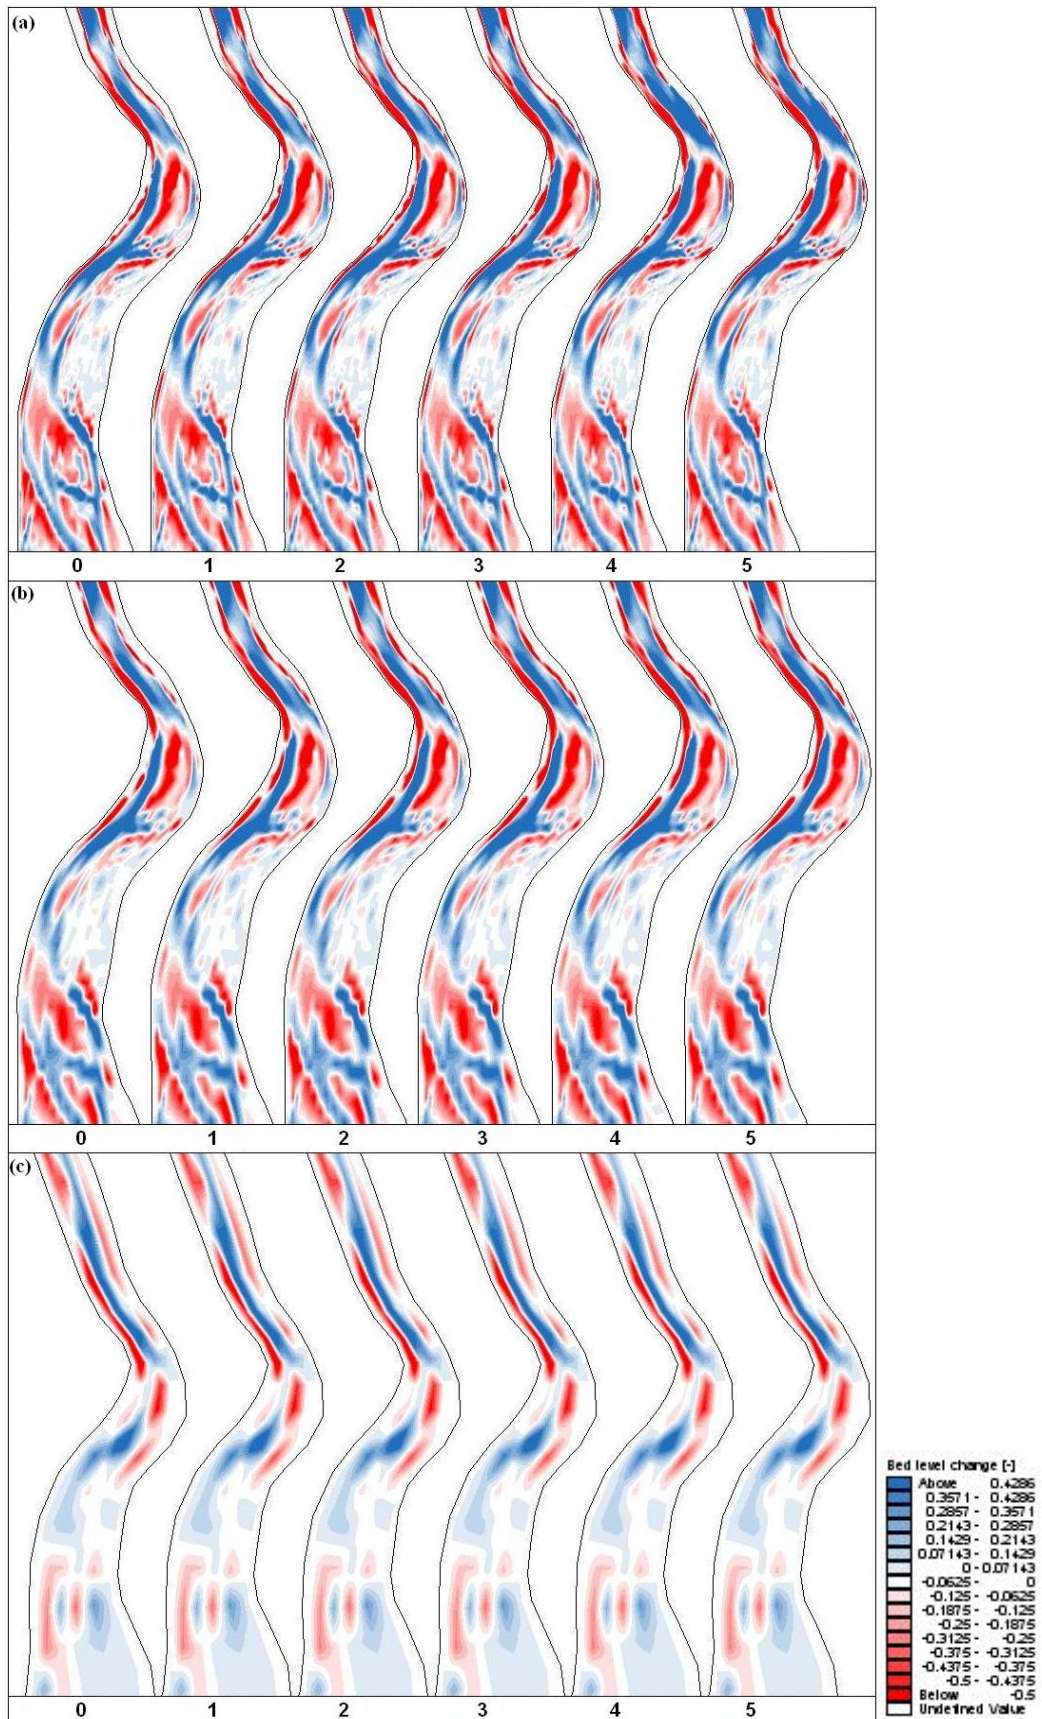 (a)
0 1 2 3 4 5
(b)
0 1 2 3 4 5
(c)
0 1 2 3 4 5
Bed level change [-]
Above 0.4286
0.3571 - 0.4286
0.2857 - 0.3571
0.2143 - 0.2857
0.1429 - 0.2143
0.07143 - 0.1429
0 - 0.07143
-0.0625 - 0
-0.125 - -0.0625
-0.1875 - -0.125
-0.25 - -0.1875
-0.3125 - -0.25
-0.375 - -0.3125
-0.4375 - -0.375
-0.5 - -0.4375
Below -0.5
Undefined Value